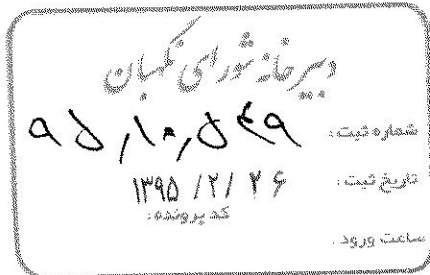 دبیرخانه شورای نگهبان
شماره ثبت: ۹۵/۱۰/۵۴۹
تاریخ ثبت: ۱۳۹۵/۲/۲۶
کد پرونده:
ساعت ورود: